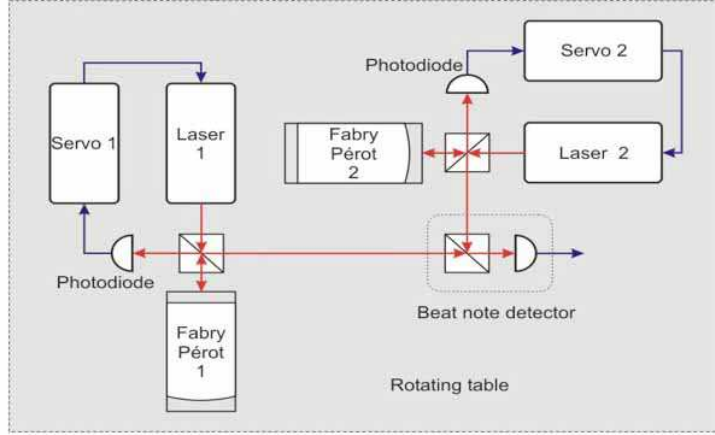 Servo 1
Laser
1
Photodiode
Fabry
Pérot
1
Photodiode
Servo 2
Fabry
Pérot
2
Laser 2
Beat note detector
Rotating table